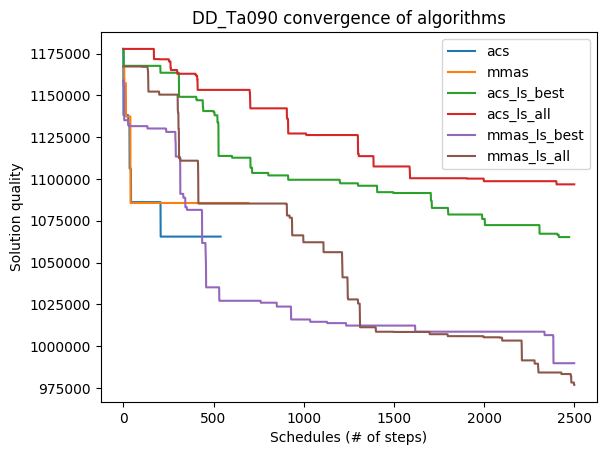 DD_Ta090 convergence of algorithms
Solution quality
1175000
1150000
1125000
1100000
1075000
1050000
1025000
1000000
975000
acs
mmas
acs_ls_best
acs_ls_all
mmas_ls_best
mmas_ls_all
0 500 1000 1500 2000 2500
Schedules (# of steps)